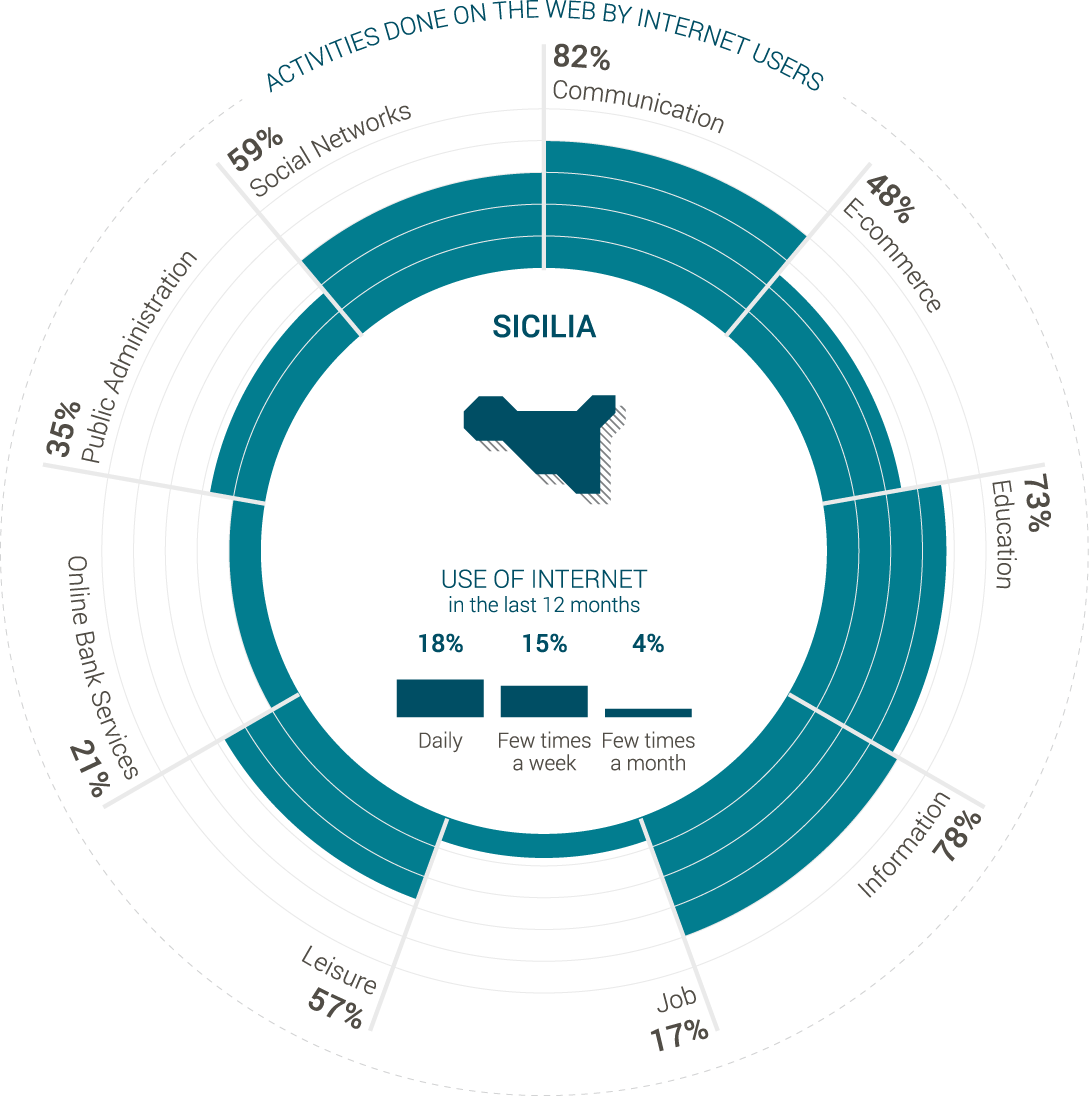 ACTIVITIES DONE ON THE WEB BY INTERNET USERS
82%
Communication
48%
E-commerce
73%
Education
Information
78%
Job
17%
Leisure
57%
Online Bank Services
21%
35%
Public Administration
59%
Social Networks
SICILIA
USE OF INTERNET
in the last 12 months
18% 15% 4%
Daily Few times Few times
a week a month